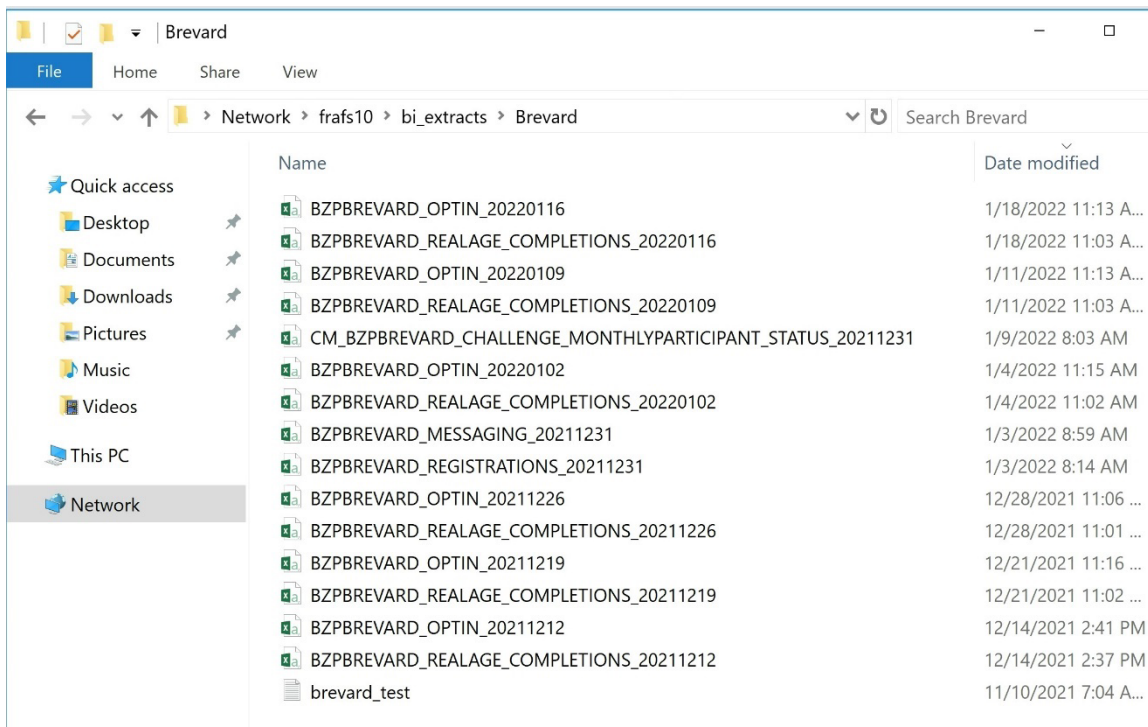 Brevard
File Home Share View
Network > frafs10 > bi_extracts > Brevard Search Brevard
Name Date modified
Quick access
Desktop
Documents
Downloads
Pictures
Music
Videos
This PC
Network
BZPBREVARD_OPTIN_20220116 1/18/2022 11:13 A...
BZPBREVARD_REALAGE_COMPLETIONS_20220116 1/18/2022 11:03 A...
BZPBREVARD_OPTIN_20220109 1/11/2022 11:13 A...
BZPBREVARD_REALAGE_COMPLETIONS_20220109 1/11/2022 11:03 A...
CM_BZPBREVARD_CHALLENGE_MONTHLYPARTICIPANT_STATUS_20211231 1/9/2022 8:03 AM
BZPBREVARD_OPTIN_20220102 1/4/2022 11:15 AM
BZPBREVARD_REALAGE_COMPLETIONS_20220102 1/4/2022 11:02 AM
BZPBREVARD_MESSAGING_20211231 1/3/2022 8:59 AM
BZPBREVARD_REGISTRATIONS_20211231 1/3/2022 8:14 AM
BZPBREVARD_OPTIN_20211226 12/28/2021 11:06 ...
BZPBREVARD_REALAGE_COMPLETIONS_20211226 12/28/2021 11:01 ...
BZPBREVARD_OPTIN_20211219 12/21/2021 11:16 ...
BZPBREVARD_REALAGE_COMPLETIONS_20211219 12/21/2021 11:02 ...
BZPBREVARD_OPTIN_20211212 12/14/2021 2:41 PM
BZPBREVARD_REALAGE_COMPLETIONS_20211212 12/14/2021 2:37 PM
brevard_test 11/10/2021 7:04 A...